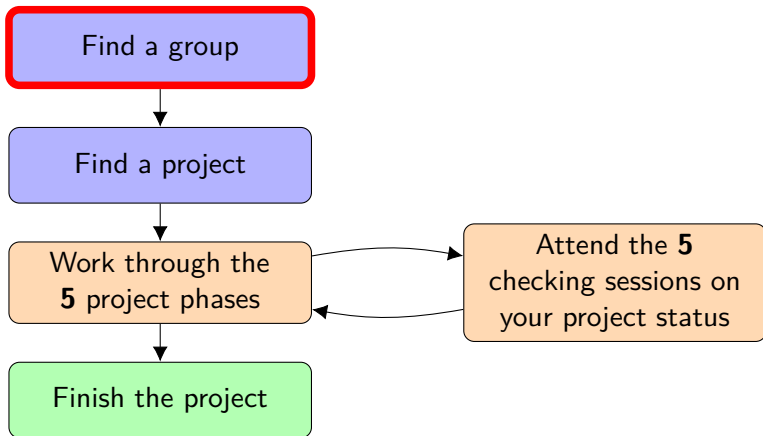 Find a group
Find a project
Work through the
5 project phases
Attend the 5
checking sessions on
your project status
Finish the project